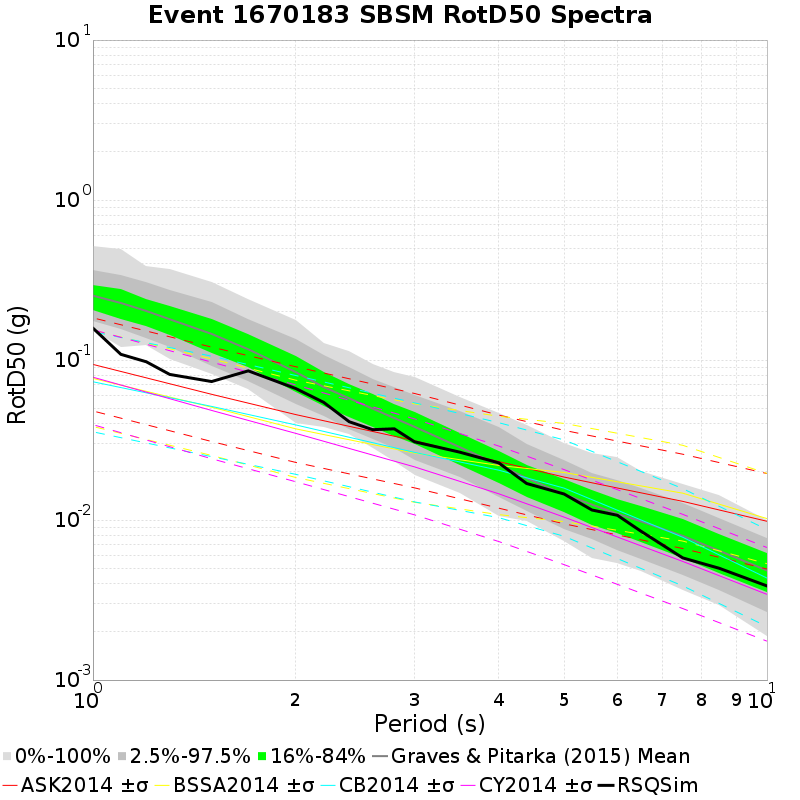 Event 1670183 SBSM RotD50 Spectra
10^1
10^0
10^-1
10^-2
10^-3
RotD50 (g)
10^0 2 3 4 5 6 7 8 9 10^1
Period (s)
0%-100% 2.5%-97.5% 16%-84% Graves & Pitarka (2015) Mean
ASK2014 ±σ BSSA2014 ±σ CB2014 ±σ CY2014 ±σ RSQSim